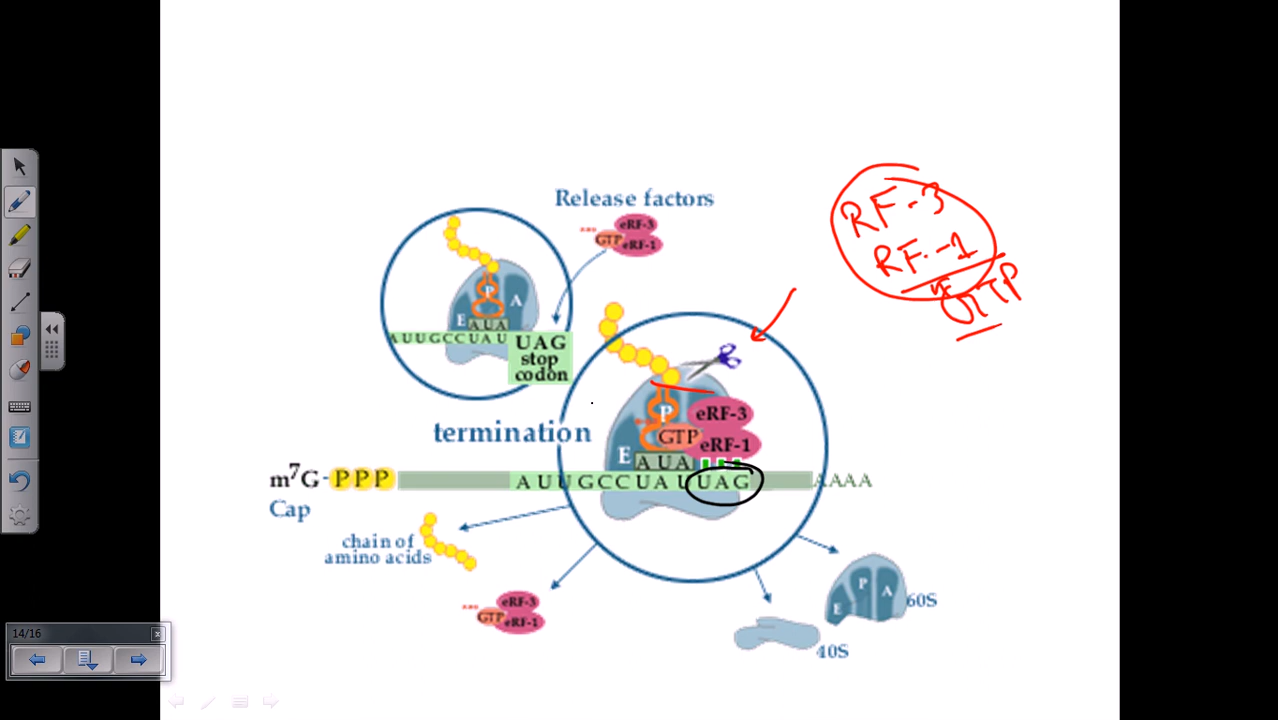 Release factors
eRF-3
GTP
eRF-1
P
A
E
AUA
AUUGCCUAU
UAG
stop
codon
RF-3
RF-1
GTP
termination
P
eRF-3
GTP
eRF-1
E
AUA
m7G-PPP
AUUGCCUAUUAG
AAAA
Cap
chain of
amino acids
eRF-3
GTP
eRF-1
P
A
E
60S
40S
14/16